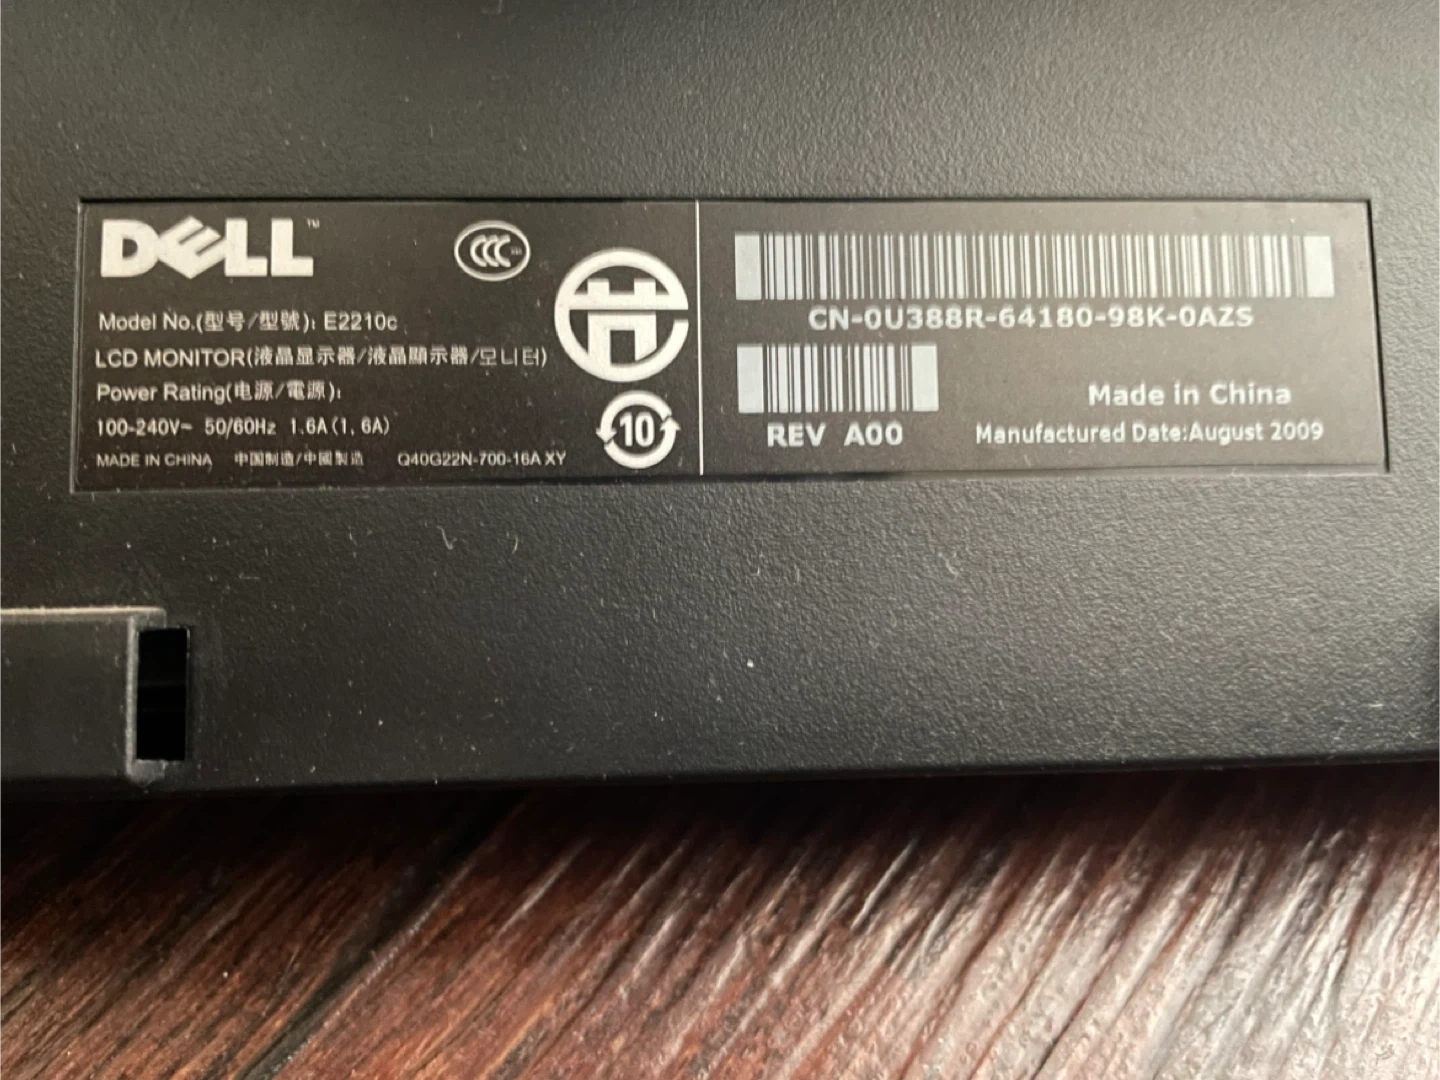 DELL™
CCC
Model No.(型号/型號): E2210c
LCD MONITOR(液晶显示器/液晶顯示器/모니터)
Power Rating(电源/電源):
100-240V~ 50/60Hz 1.6A(1, 6A)
MADE IN CHINA 中国制造/中國製造 Q40G22N-700-16A XY
10
CN-0U388R-64180-98K-0AZS
REV A00
Made in China
Manufactured Date:August 2009